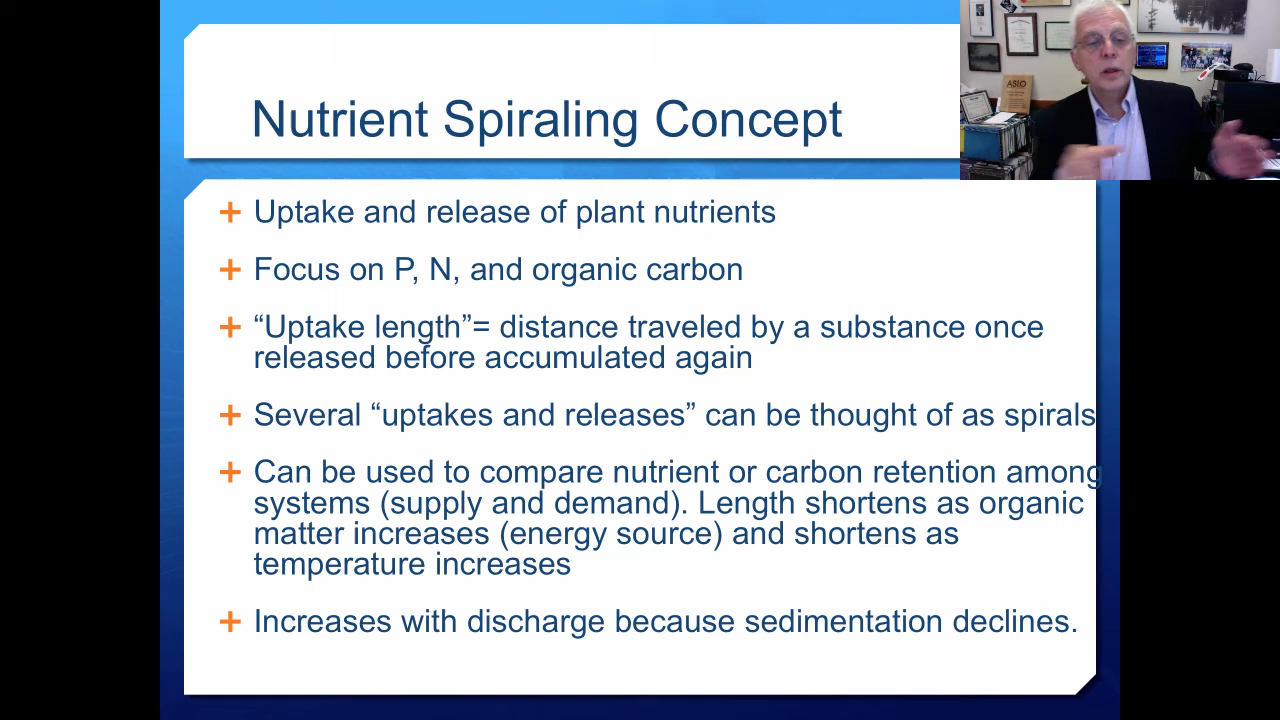 Nutrient Spiraling Concept
ASLO
+ Uptake and release of plant nutrients
+ Focus on P, N, and organic carbon
+ “Uptake length”= distance traveled by a substance once
released before accumulated again
+ Several “uptakes and releases” can be thought of as spirals
+ Can be used to compare nutrient or carbon retention among
systems (supply and demand). Length shortens as organic
matter increases (energy source) and shortens as
temperature increases
+ Increases with discharge because sedimentation declines.